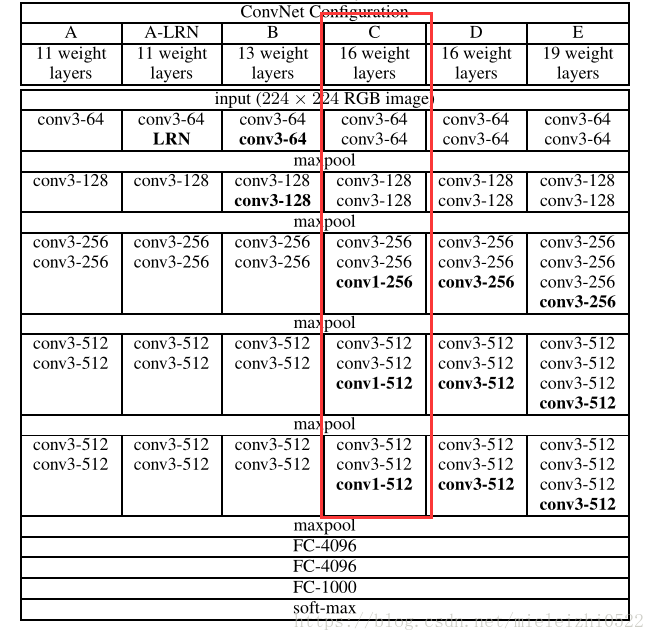 ConvNet Configuration
A A-LRN B C D E
11 weight 11 weight 13 weight 16 weight 16 weight 19 weight
layers layers layers layers layers layers
input (224 × 224 RGB image)
conv3-64 conv3-64 conv3-64 conv3-64 conv3-64 conv3-64
LRN conv3-64 conv3-64 conv3-64 conv3-64
maxpool
conv3-128 conv3-128 conv3-128 conv3-128 conv3-128 conv3-128
conv3-128 conv3-128 conv3-128 conv3-128
maxpool
conv3-256 conv3-256 conv3-256 conv3-256 conv3-256 conv3-256
conv3-256 conv3-256 conv3-256 conv3-256 conv3-256 conv3-256
conv1-256 conv3-256 conv3-256
conv3-256
maxpool
conv3-512 conv3-512 conv3-512 conv3-512 conv3-512 conv3-512
conv3-512 conv3-512 conv3-512 conv3-512 conv3-512 conv3-512
conv1-512 conv3-512 conv3-512
conv3-512
maxpool
conv3-512 conv3-512 conv3-512 conv3-512 conv3-512 conv3-512
conv3-512 conv3-512 conv3-512 conv3-512 conv3-512 conv3-512
conv1-512 conv3-512 conv3-512
conv3-512
maxpool
FC-4096
FC-4096
FC-1000
soft-max
https://blog.csdn.net/mieleizhi0522